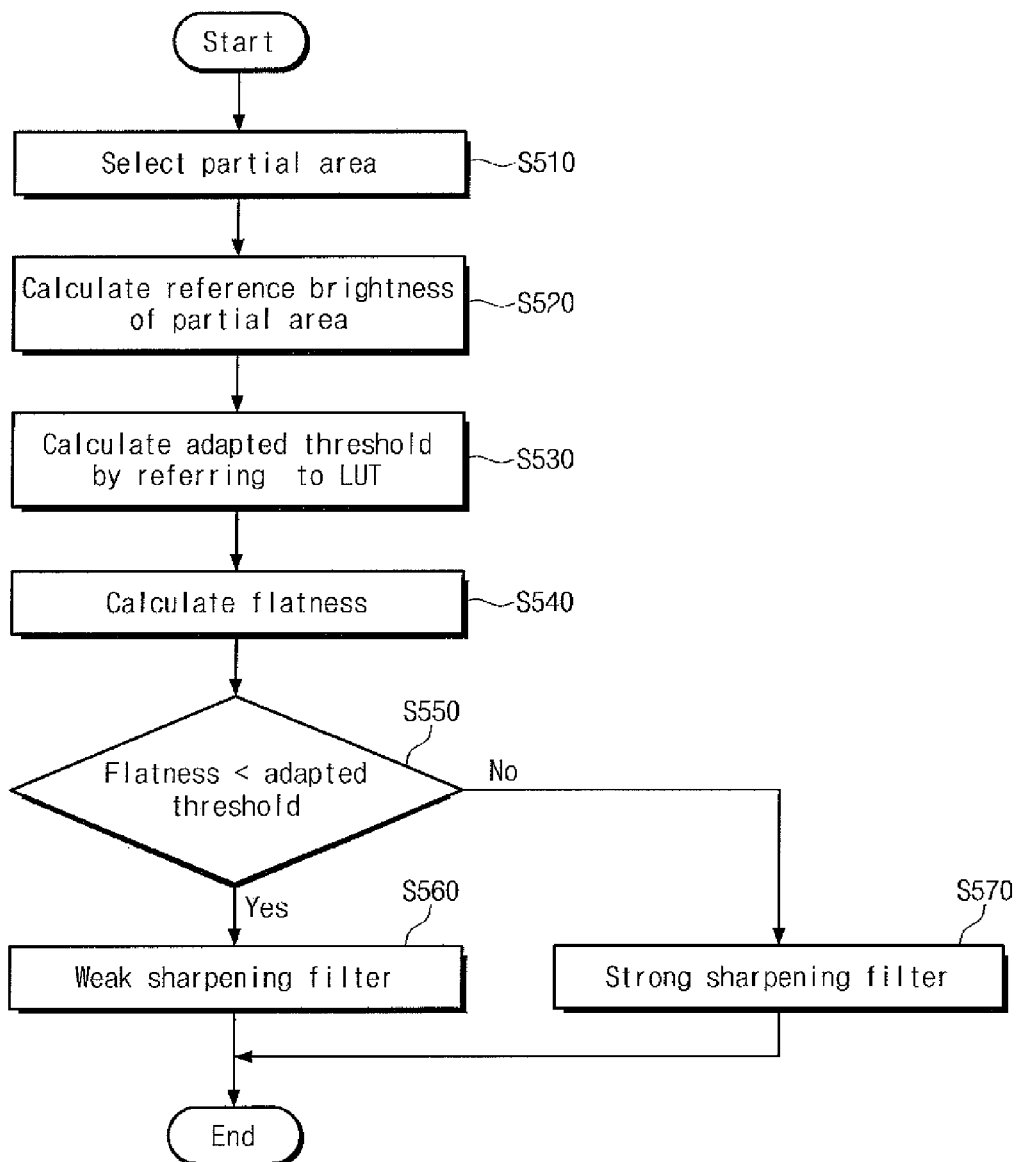 Start
Select partial area
S510
Calculate reference brightness
of partial area
S520
Calculate adapted threshold
by referring to LUT
S530
Calculate flatness
S540
S550
Flatness < adapted
threshold
No
Yes
S560
Weak sharpening filter
S570
Strong sharpening filter
End